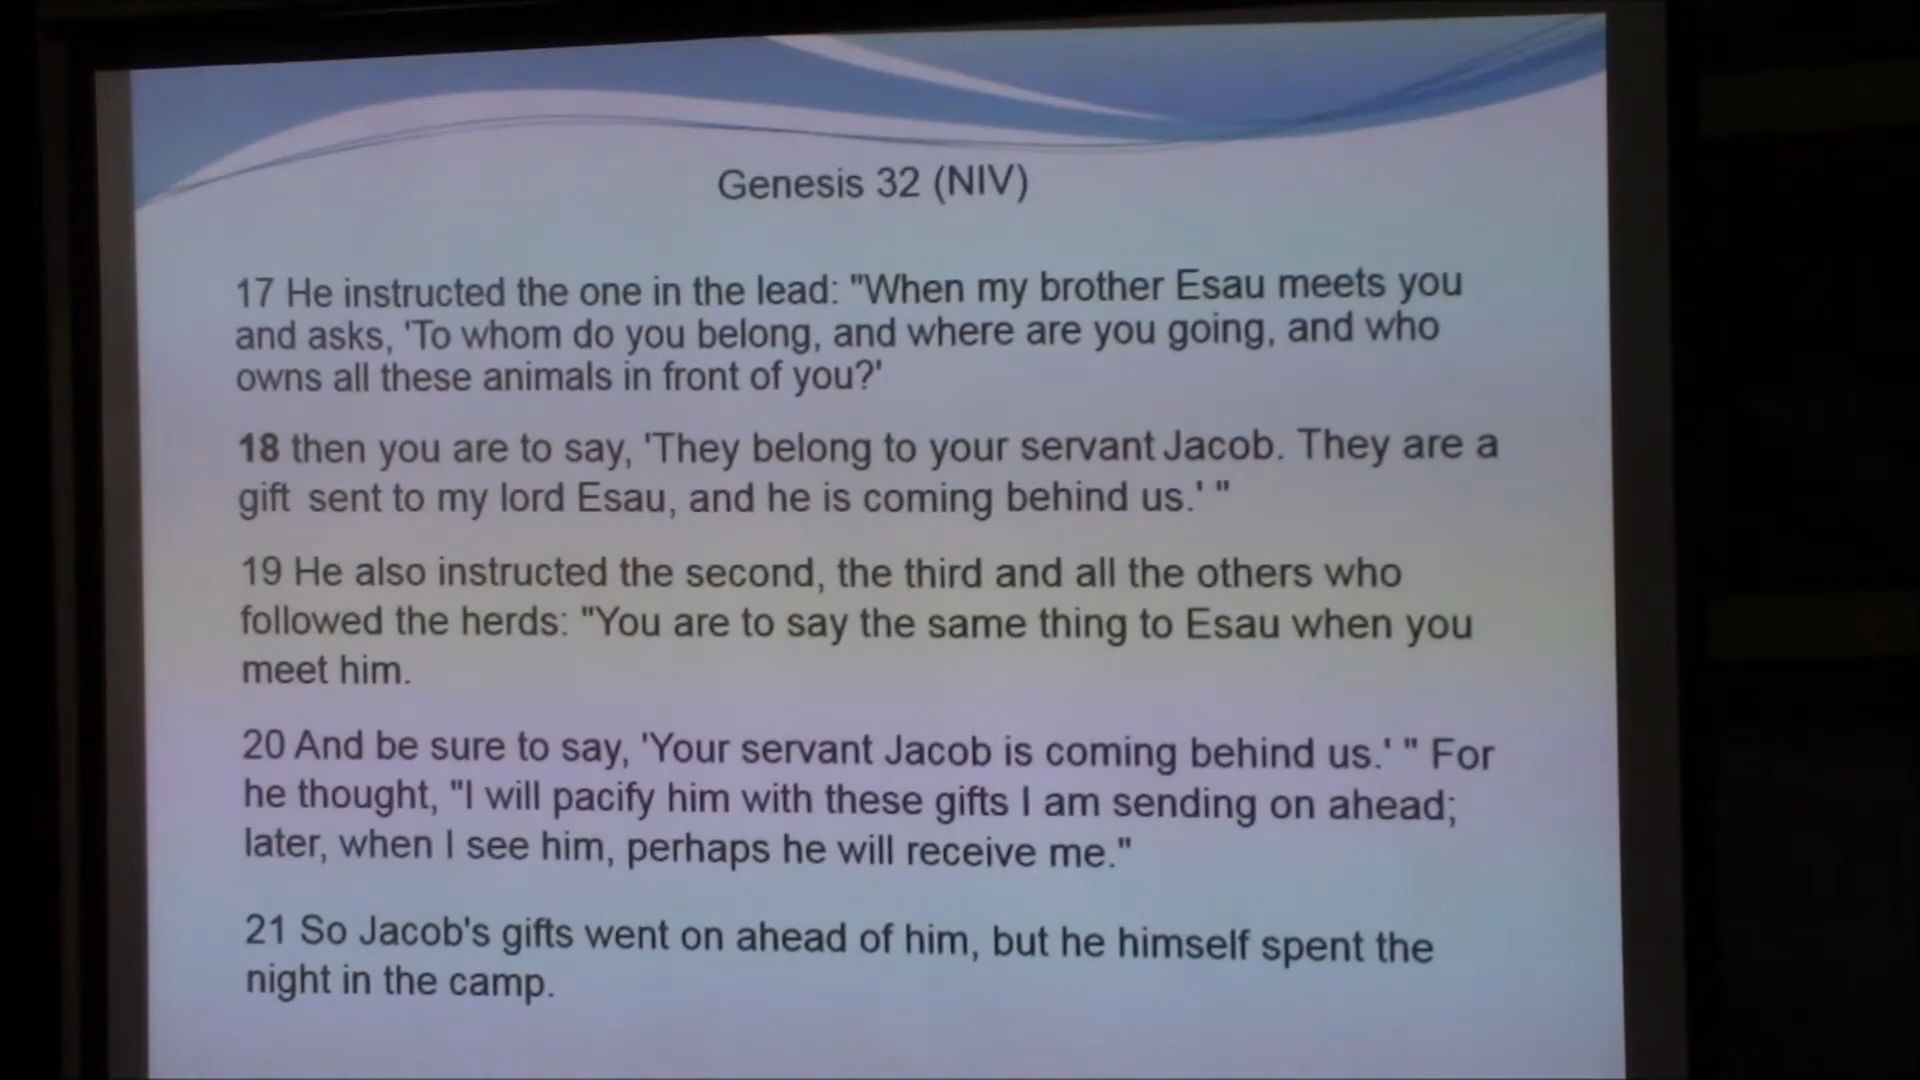 Genesis 32 (NIV)
17 He instructed the one in the lead: "When my brother Esau meets you
and asks, 'To whom do you belong, and where are you going, and who
owns all these animals in front of you?'
18 then you are to say, 'They belong to your servant Jacob. They are a
gift sent to my lord Esau, and he is coming behind us.' "
19 He also instructed the second, the third and all the others who
followed the herds: "You are to say the same thing to Esau when you
meet him.
20 And be sure to say, 'Your servant Jacob is coming behind us.' " For
he thought, "I will pacify him with these gifts I am sending on ahead;
later, when I see him, perhaps he will receive me."
21 So Jacob's gifts went on ahead of him, but he himself spent the
night in the camp.